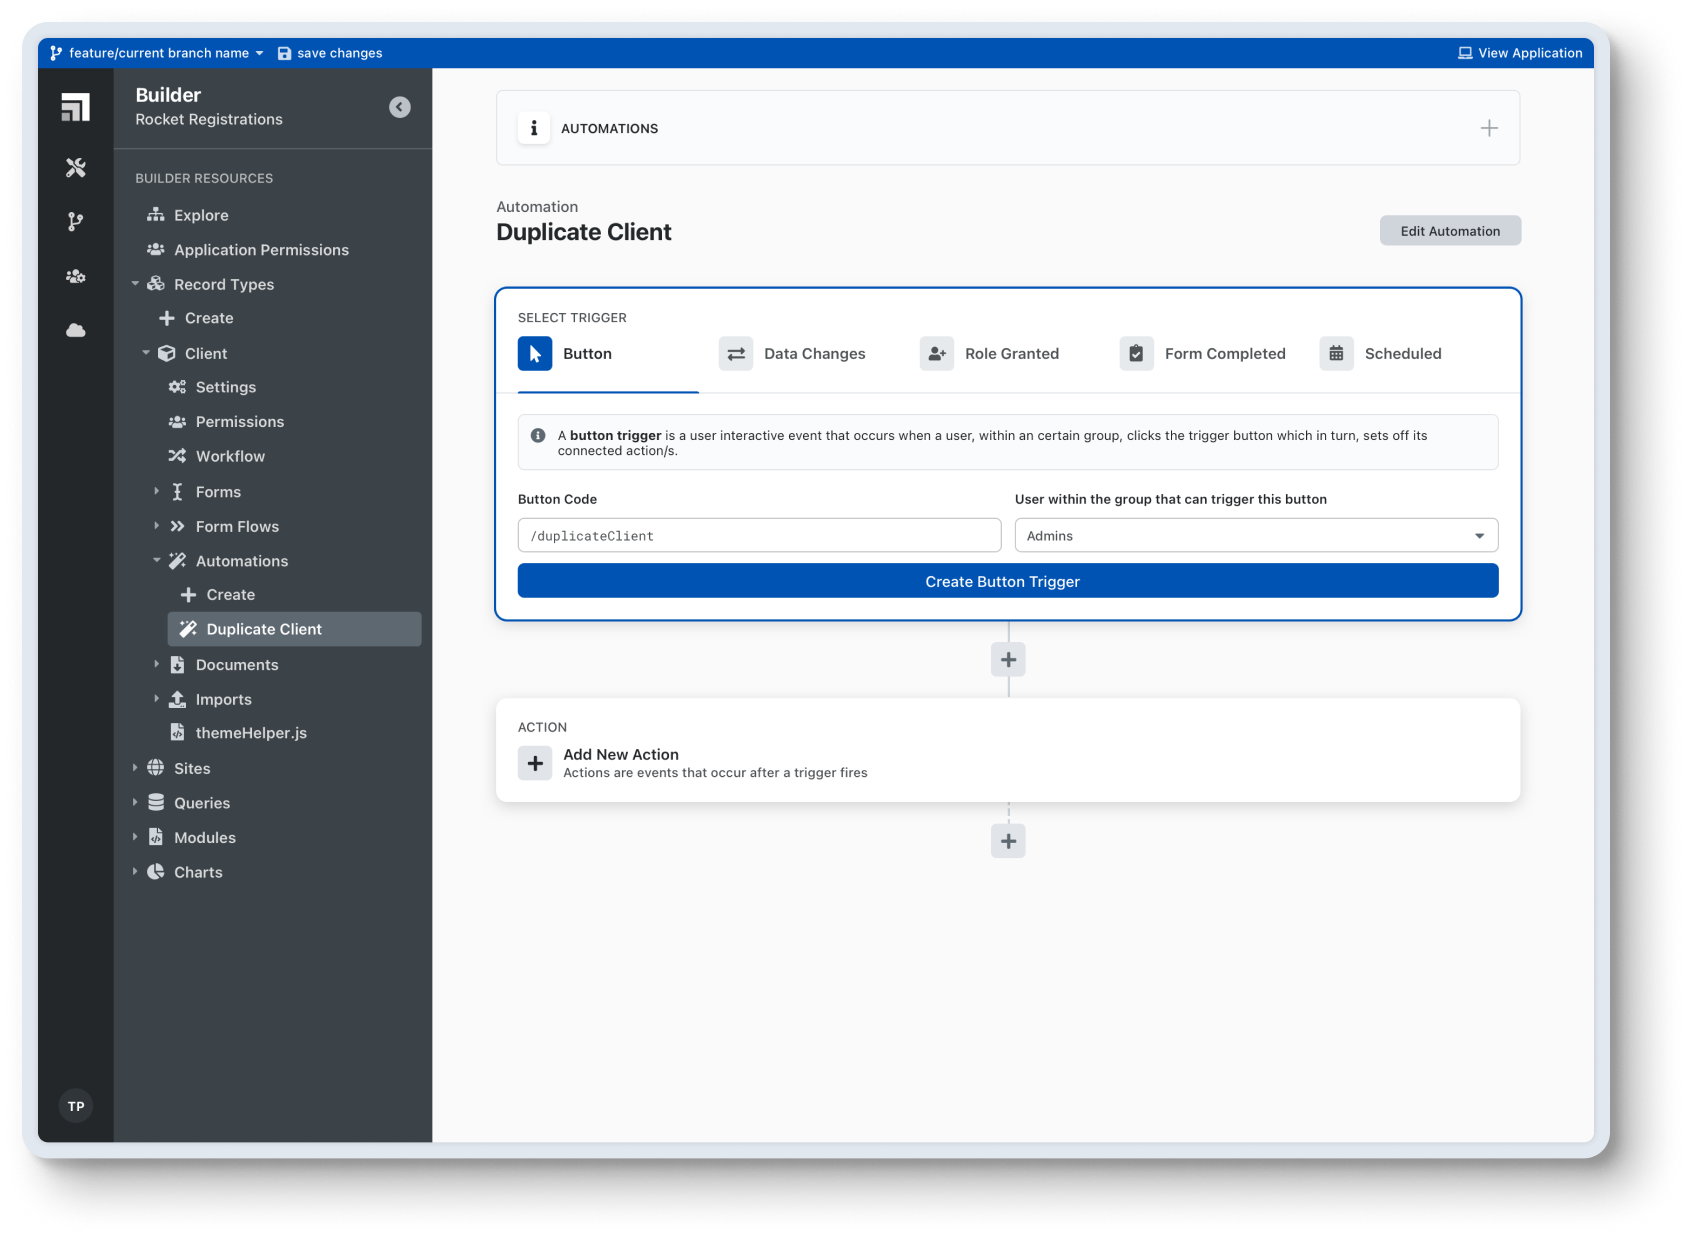 feature/current branch name
save changes
View Application
Builder
Rocket Registrations
BUILDER RESOURCES
Explore
Application Permissions
Record Types
Create
Client
Settings
Permissions
Workflow
Forms
Form Flows
Automations
Create
Duplicate Client
Documents
Imports
themeHelper.js
Sites
Queries
Modules
Charts
TP
AUTOMATIONS
Automation
Duplicate Client
Edit Automation
SELECT TRIGGER
Button
Data Changes
Role Granted
Form Completed
Scheduled
A button trigger is a user interactive event that occurs when a user, within an certain group, clicks the trigger button which in turn, sets off its
connected action/s.
Button Code
User within the group that can trigger this button
/duplicateClient
Admins
Create Button Trigger
ACTION
Add New Action
Actions are events that occur after a trigger fires